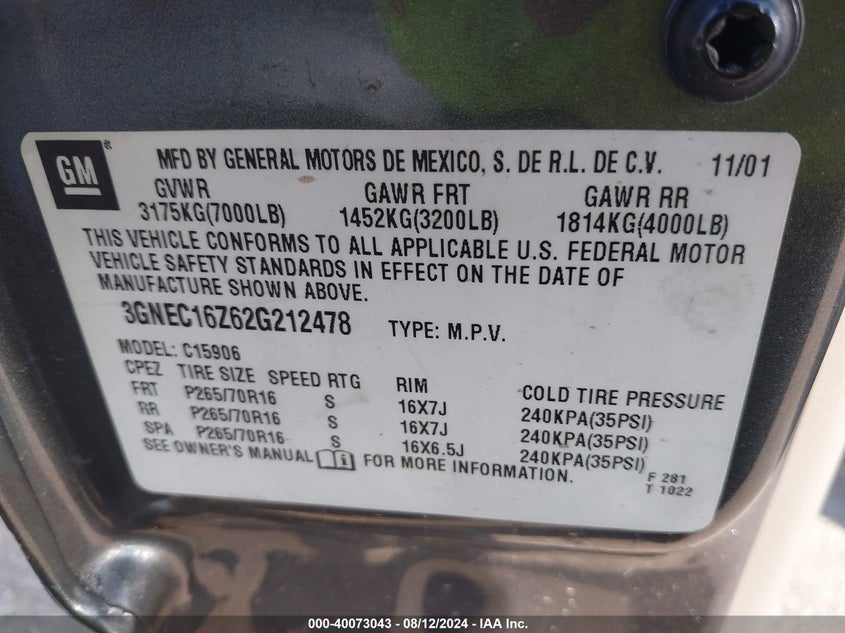 GM ®
MFD BY GENERAL MOTORS DE MEXICO, S. DE R.L. DE C.V. 11/01
GVWR GAWR FRT GAWR RR
3175KG(7000LB) 1452KG(3200LB) 1814KG(4000LB)
THIS VEHICLE CONFORMS TO ALL APPLICABLE U.S. FEDERAL MOTOR
VEHICLE SAFETY STANDARDS IN EFFECT ON THE DATE OF
MANUFACTURE SHOWN ABOVE.
3GNEC16Z62G212478 TYPE: M.P.V.
MODEL: C15906
CPEZ TIRE SIZE SPEED RTG RIM COLD TIRE PRESSURE
FRT P265/70R16 S 16X7J 240KPA(35PSI)
RR P265/70R16 S 16X7J 240KPA(35PSI)
SPA P265/70R16 S 16X6.5J 240KPA(35PSI)
SEE OWNER'S MANUAL FOR MORE INFORMATION.
F 281
T 1022
000-40073043 - 08/12/2024 - IAA Inc.